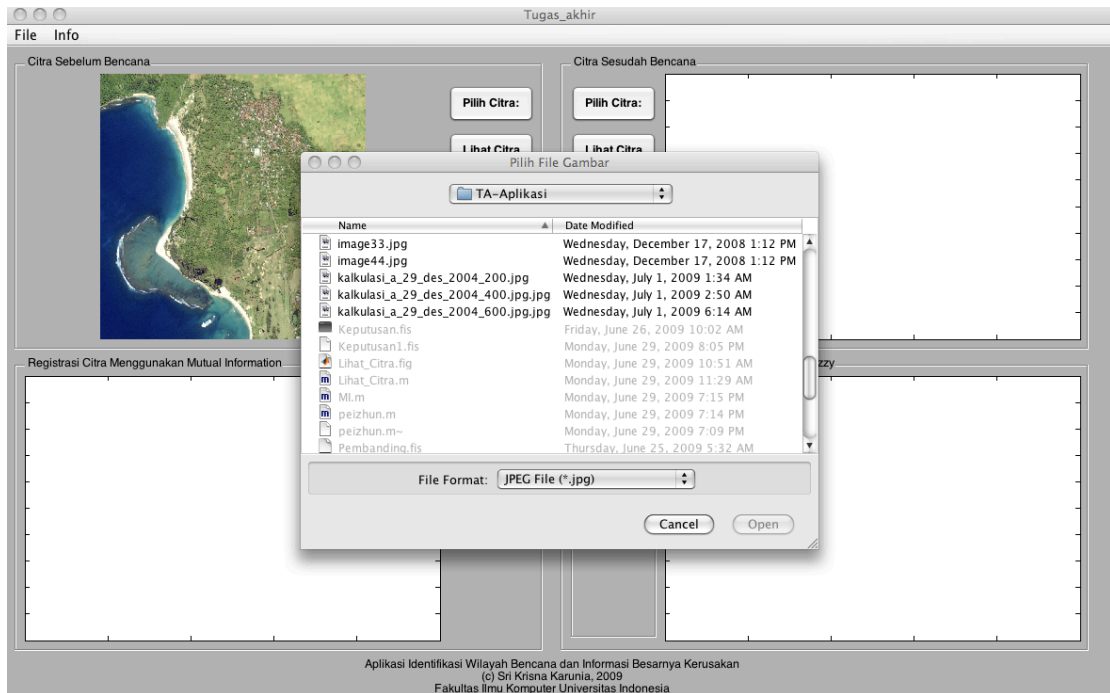 Tugas_akhir
File Info
Citra Sebelum Bencana
Pilih Citra:
Lihat Citra
Citra Sesudah Bencana
Pilih Citra:
Lihat Citra
Pilih File Gambar
TA-Aplikasi
Name Date Modified
image33.jpg Wednesday, December 17, 2008 1:12 PM
image44.jpg Wednesday, December 17, 2008 1:12 PM
kalkulasi_a_29_des_2004_200.jpg Wednesday, July 1, 2009 1:34 AM
kalkulasi_a_29_des_2004_400.jpg.jpg Wednesday, July 1, 2009 2:50 AM
kalkulasi_a_29_des_2004_600.jpg.jpg Wednesday, July 1, 2009 6:14 AM
Keputusan.fis Friday, June 26, 2009 10:02 AM
Keputusan1.fis Monday, June 29, 2009 8:05 PM
Lihat_Citra.fig Monday, June 29, 2009 10:51 AM
Lihat_Citra.m Monday, June 29, 2009 11:29 AM
MI.m Monday, June 29, 2009 7:15 PM
peizhun.m Monday, June 29, 2009 7:14 PM
peizhun.m~ Monday, June 29, 2009 7:09 PM
Pembanding.fis Thursday, June 25, 2009 5:32 AM
File Format: JPEG File (*.jpg)
Cancel Open
Registrasi Citra Menggunakan Mutual Information
zzy
Aplikasi Identifikasi Wilayah Bencana dan Informasi Besarnya Kerusakan
(c) Sri Krisna Karunia, 2009
Fakultas Ilmu Komputer Universitas Indonesia